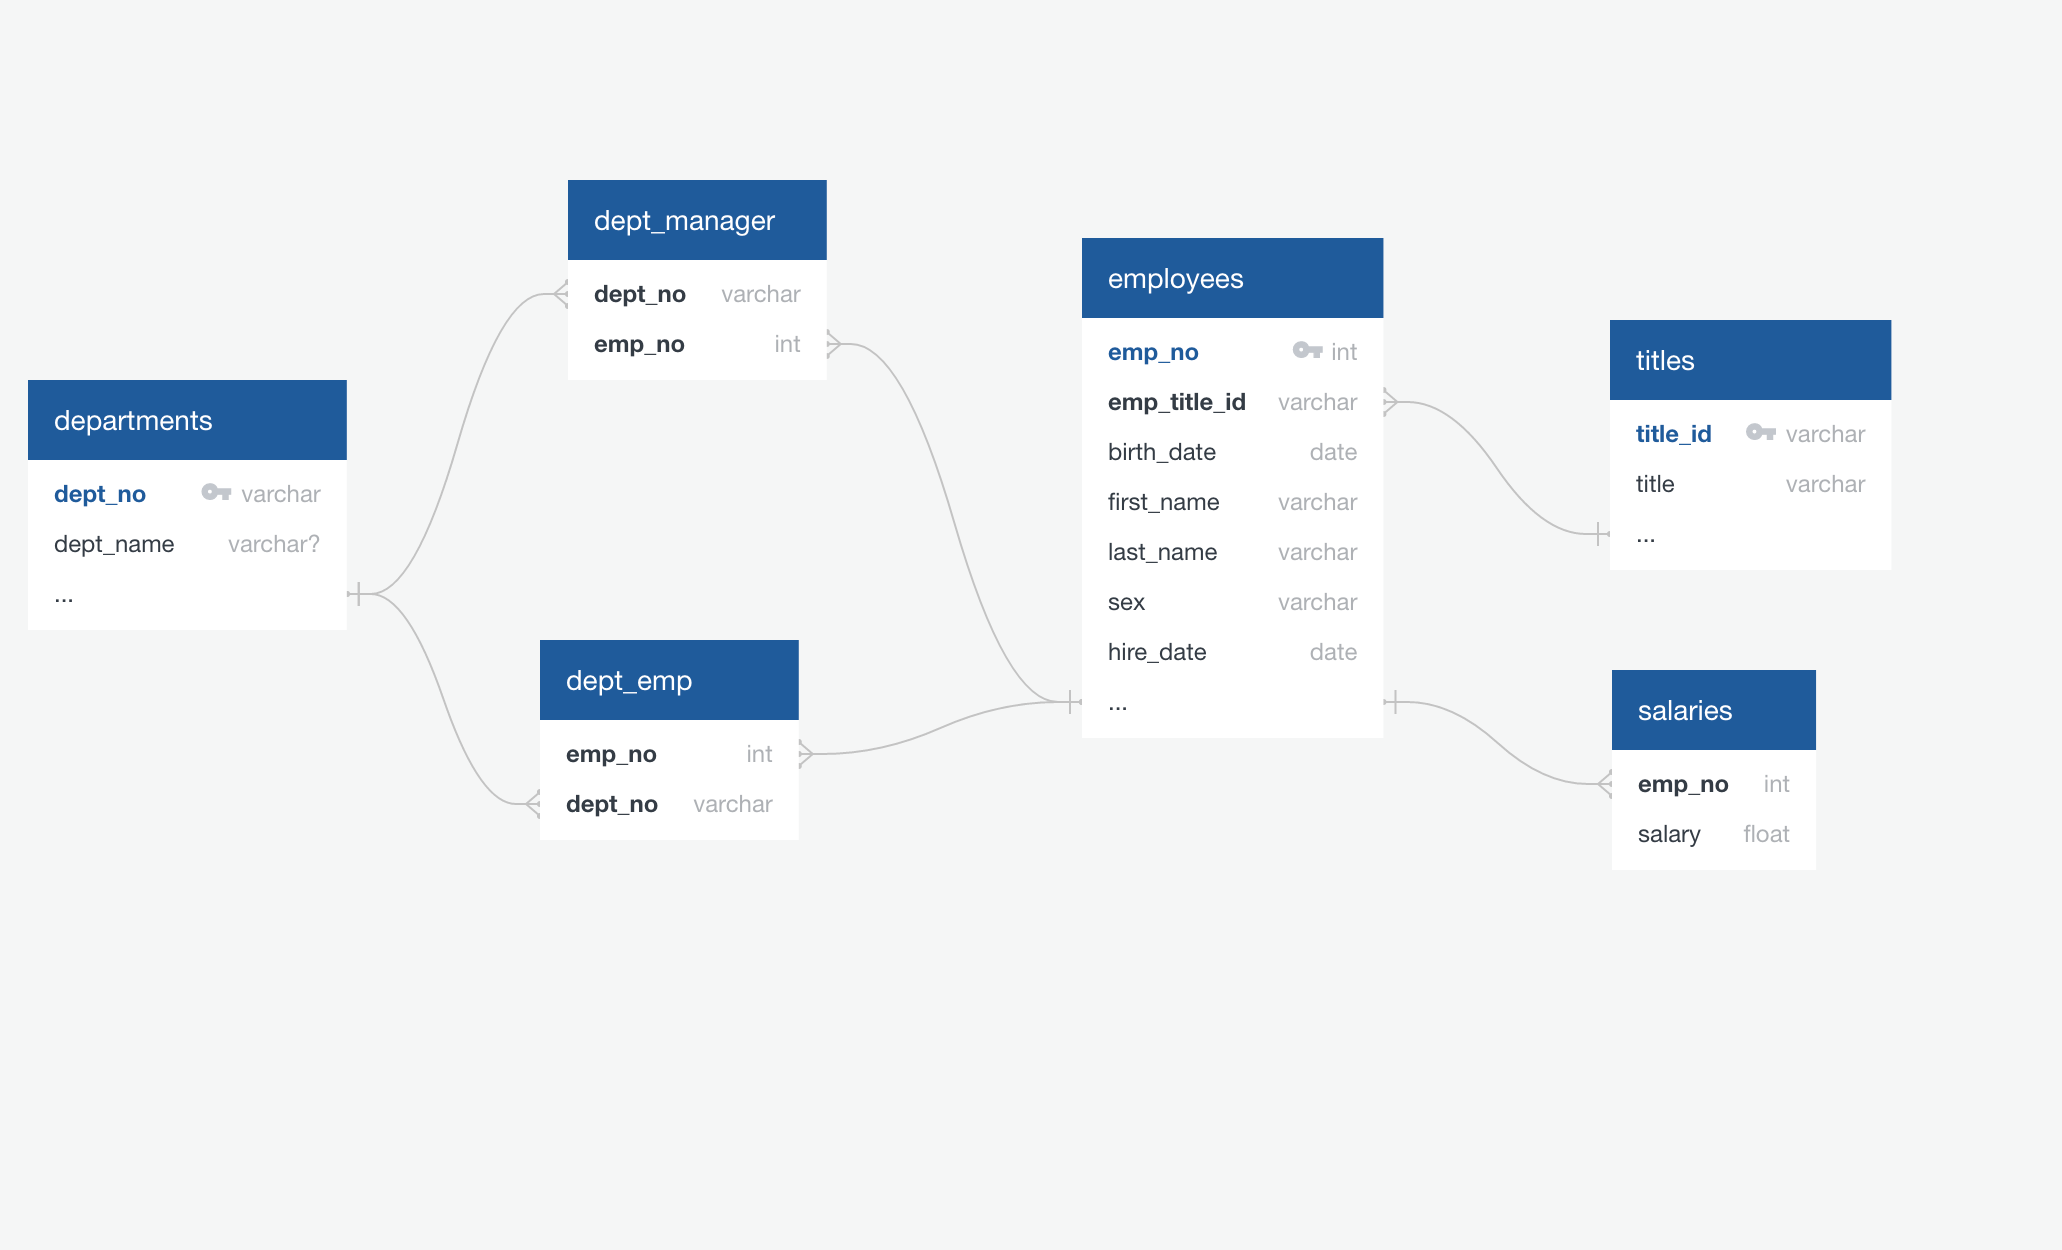 departments
dept_no varchar
dept_name varchar?
...
dept_manager
dept_no varchar
emp_no int
dept_emp
emp_no int
dept_no varchar
employees
emp_no int
emp_title_id varchar
birth_date date
first_name varchar
last_name varchar
sex varchar
hire_date date
...
titles
title_id varchar
title varchar
...
salaries
emp_no int
salary float